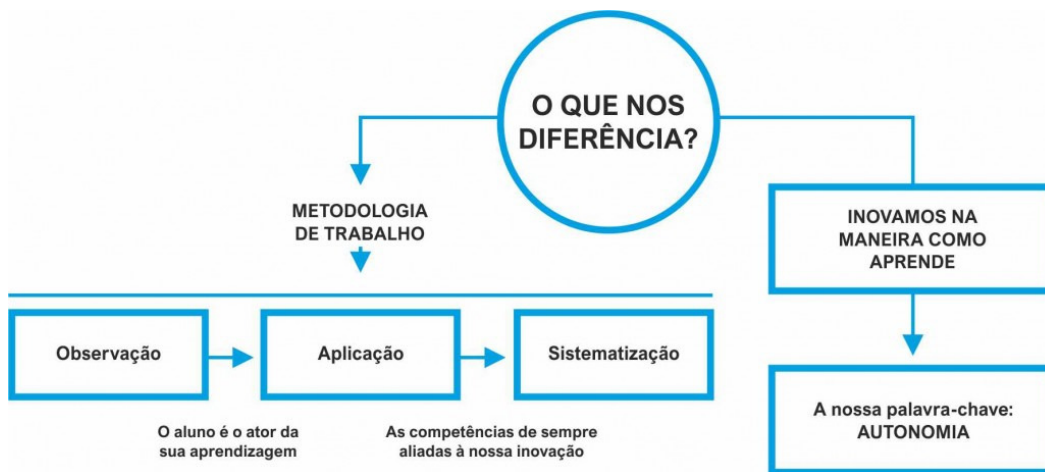 O QUE NOS
DIFERÊNCIA?
METODOLOGIA
DE TRABALHO
INOVAMOS NA
MANEIRA COMO
APRENDE
Observação
Aplicação
Sistematização
O aluno é o ator da
sua aprendizagem
As competências de sempre
aliadas à nossa inovação
A nossa palavra-chave:
AUTONOMIA